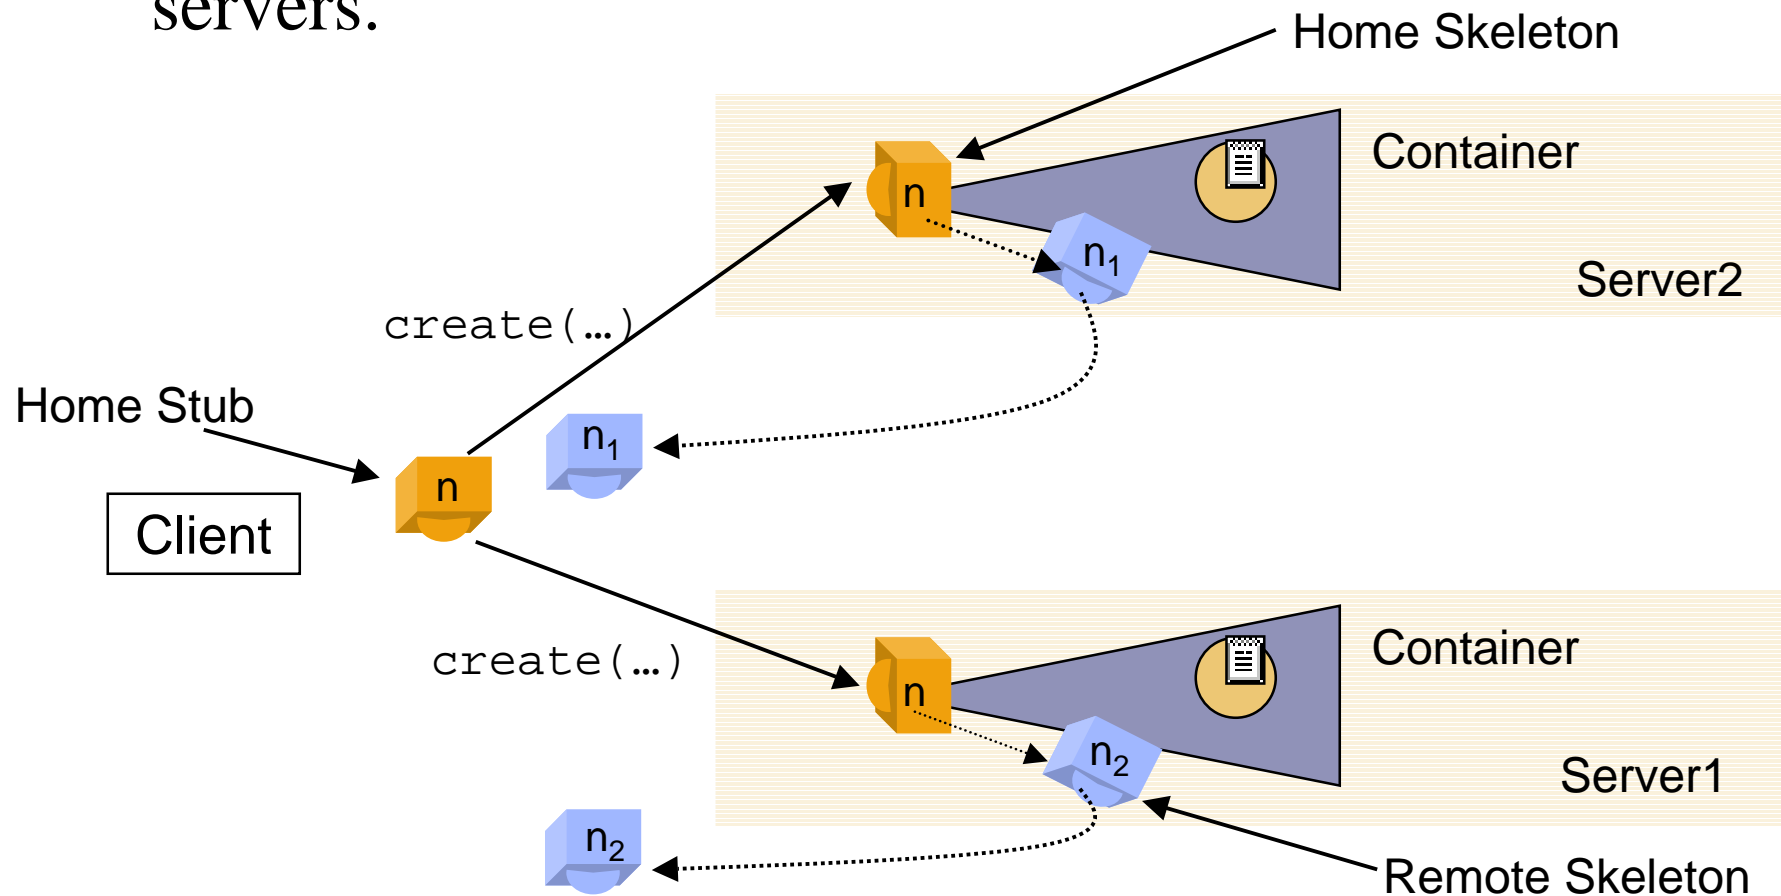 servers.
Home Skeleton
Container
n
n₁
Server2
create(…)
Home Stub
n₁
n
Client
Container
create(…)
n
n₂
Server1
n₂
Remote Skeleton